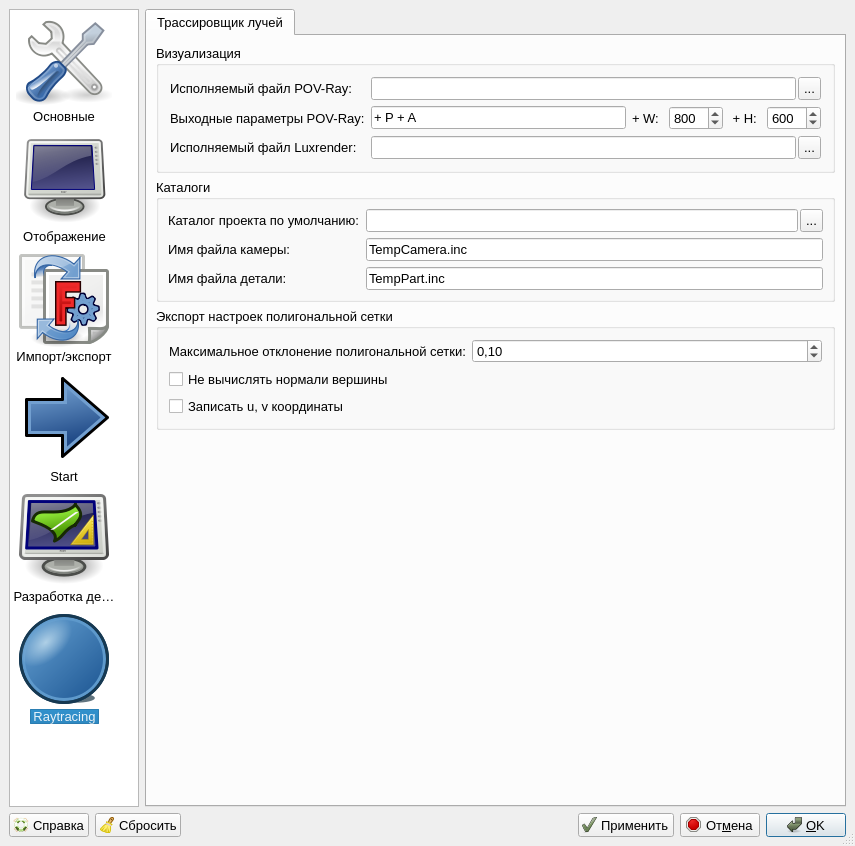 Основные
Отображение
Импорт/экспорт
Start
Разработка де…
Raytracing
Трассировщик лучей
Визуализация
Исполняемый файл POV-Ray: ...
Выходные параметры POV-Ray: + P + A + W: 800 + H: 600
Исполняемый файл Luxrender: ...
Каталоги
Каталог проекта по умолчанию: ...
Имя файла камеры: TempCamera.inc
Имя файла детали: TempPart.inc
Экспорт настроек полигональной сетки
Максимальное отклонение полигональной сетки: 0,10
Не вычислять нормали вершины
Записать u, v координаты
Справка Сбросить Применить Отмена OK